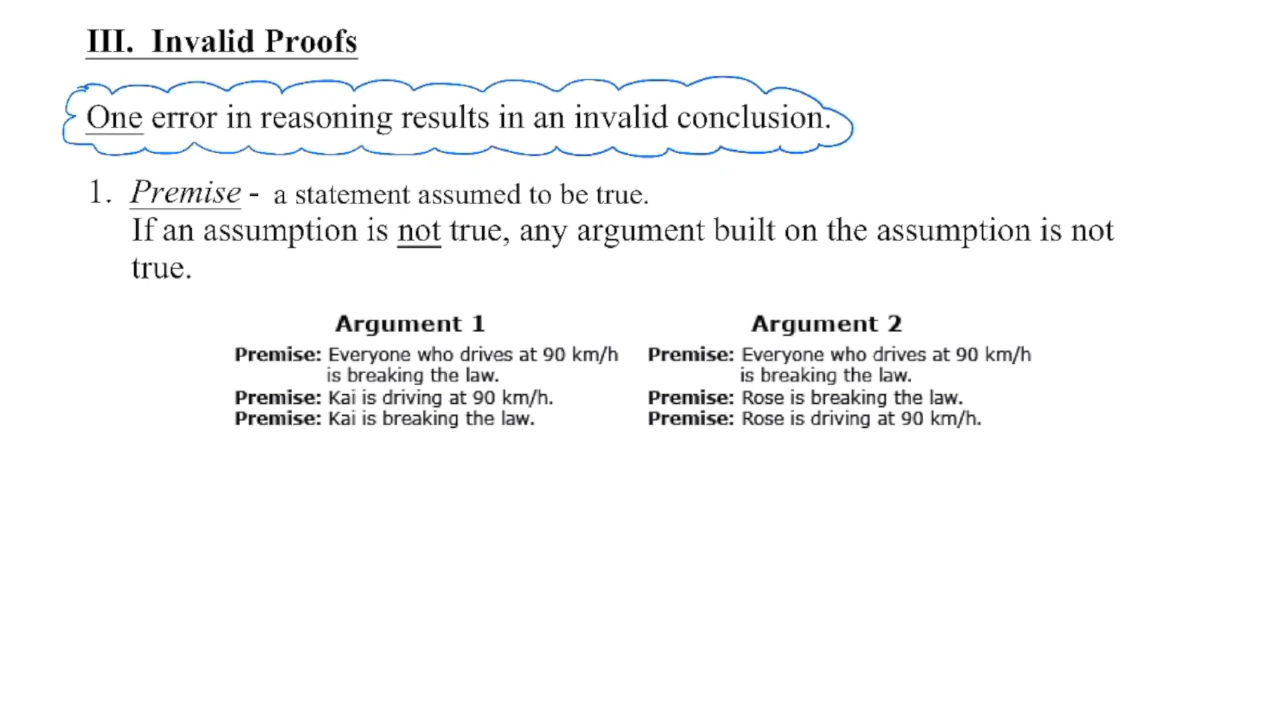 III. Invalid Proofs
One error in reasoning results in an invalid conclusion.
1. Premise - a statement assumed to be true.
If an assumption is not true, any argument built on the assumption is not
true.
Argument 1
Premise: Everyone who drives at 90 km/h
is breaking the law.
Premise: Kai is driving at 90 km/h.
Premise: Kai is breaking the law.
Argument 2
Premise: Everyone who drives at 90 km/h
is breaking the law.
Premise: Rose is breaking the law.
Premise: Rose is driving at 90 km/h.